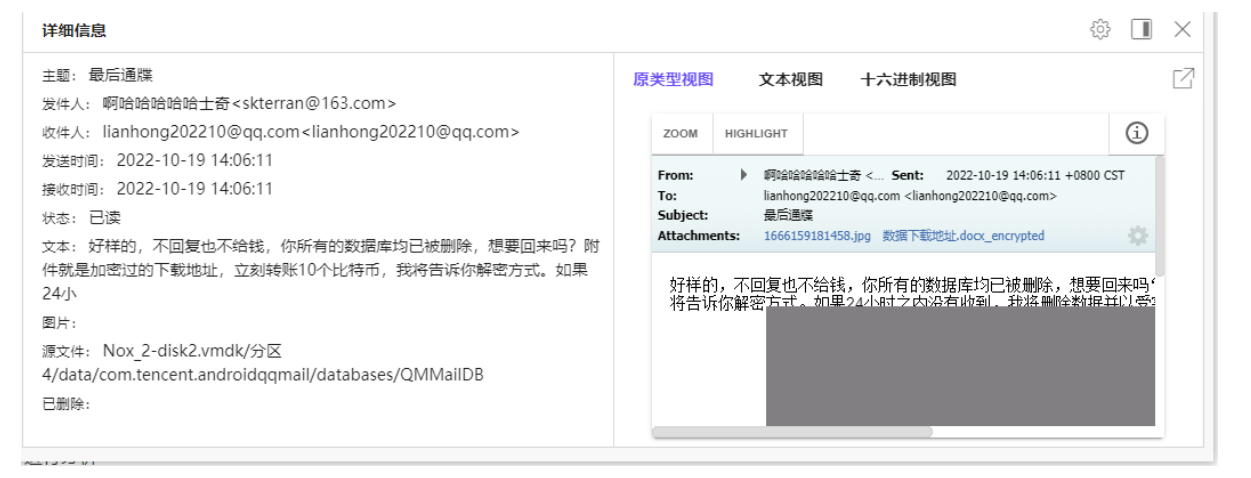 详细信息
主题： 最后通牒
发件人： 啊哈哈哈哈哈士奇<skterran@163.com>
收件人： lianhong202210@qq.com<lianhong202210@qq.com>
发送时间： 2022-10-19 14:06:11
接收时间： 2022-10-19 14:06:11
状态： 已读
文本： 好样的，不回复也不给钱，你所有的数据库均已被删除，想要回来吗？附
件就是加密过的下载地址，立刻转账10个比特币，我将告诉你解密方式。如果
24小
图片：
源文件： Nox_2-disk2.vmdk/分区
4/data/com.tencent.androidqqmail/databases/QMMailDB
已删除：
原类型视图 文本视图 十六进制视图
ZOOM HIGHLIGHT
From: 啊哈哈哈哈哈士奇 <... Sent: 2022-10-19 14:06:11 +0800 CST
To: lianhong202210@qq.com <lianhong202210@qq.com>
Subject: 最后通牒
Attachments: 1666159181458.jpg 数据下载地址.docx_encrypted
好样的，不回复也不给钱，你所有的数据库均已被删除，想要回来吗
将告诉你解密方式。如果24小时之内没有收到，我将删除数据并以